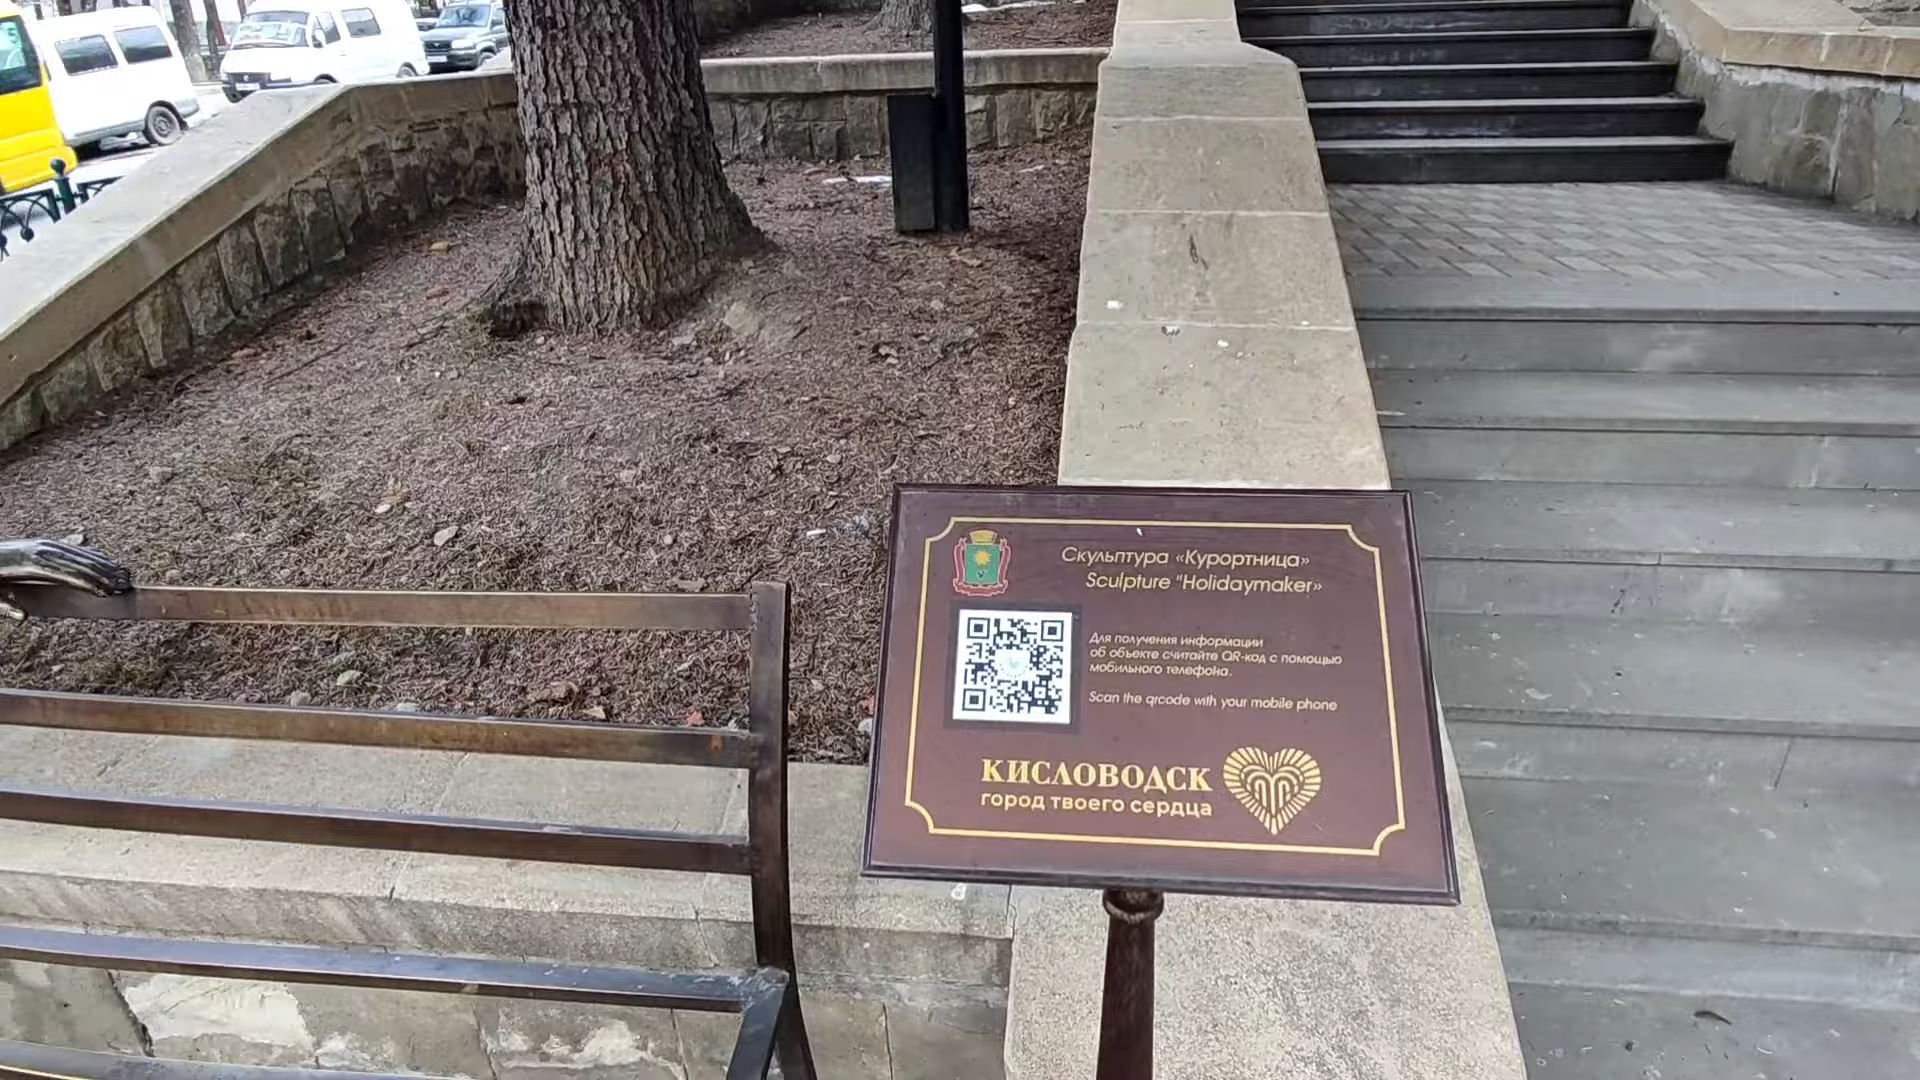 Скульптура «Курортница»
Sculpture "Holidaymaker»
Для получения информации
об объекте считайте QR-код с помощью
мобильного телефона.
Scan the qrcode with your mobile phone
КИСЛОВОДСК
город твоего сердца